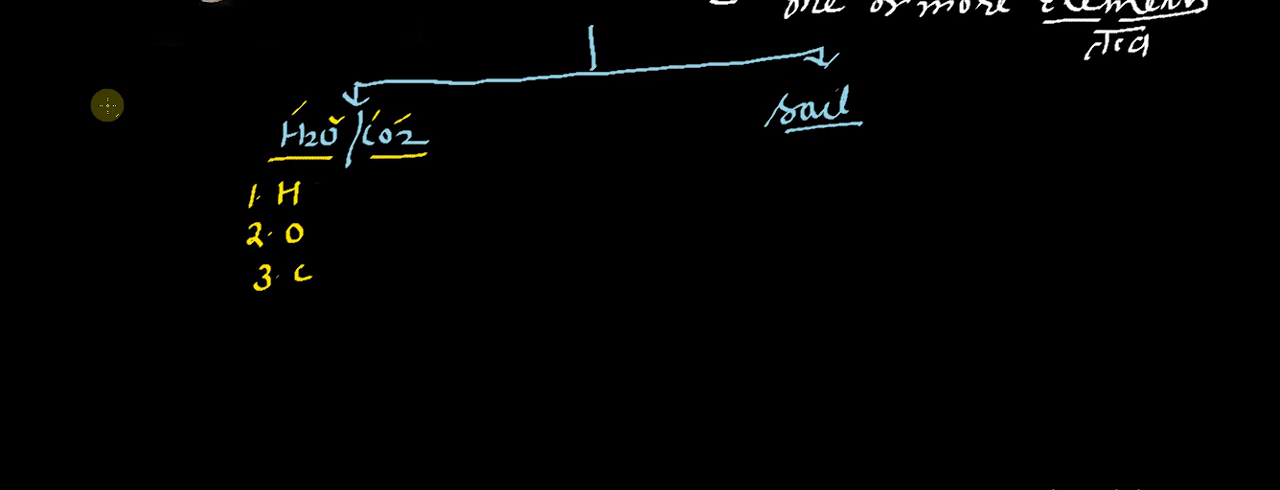 one or more Elements
H2O/CO2
Soil
1. H
2. O
3. C